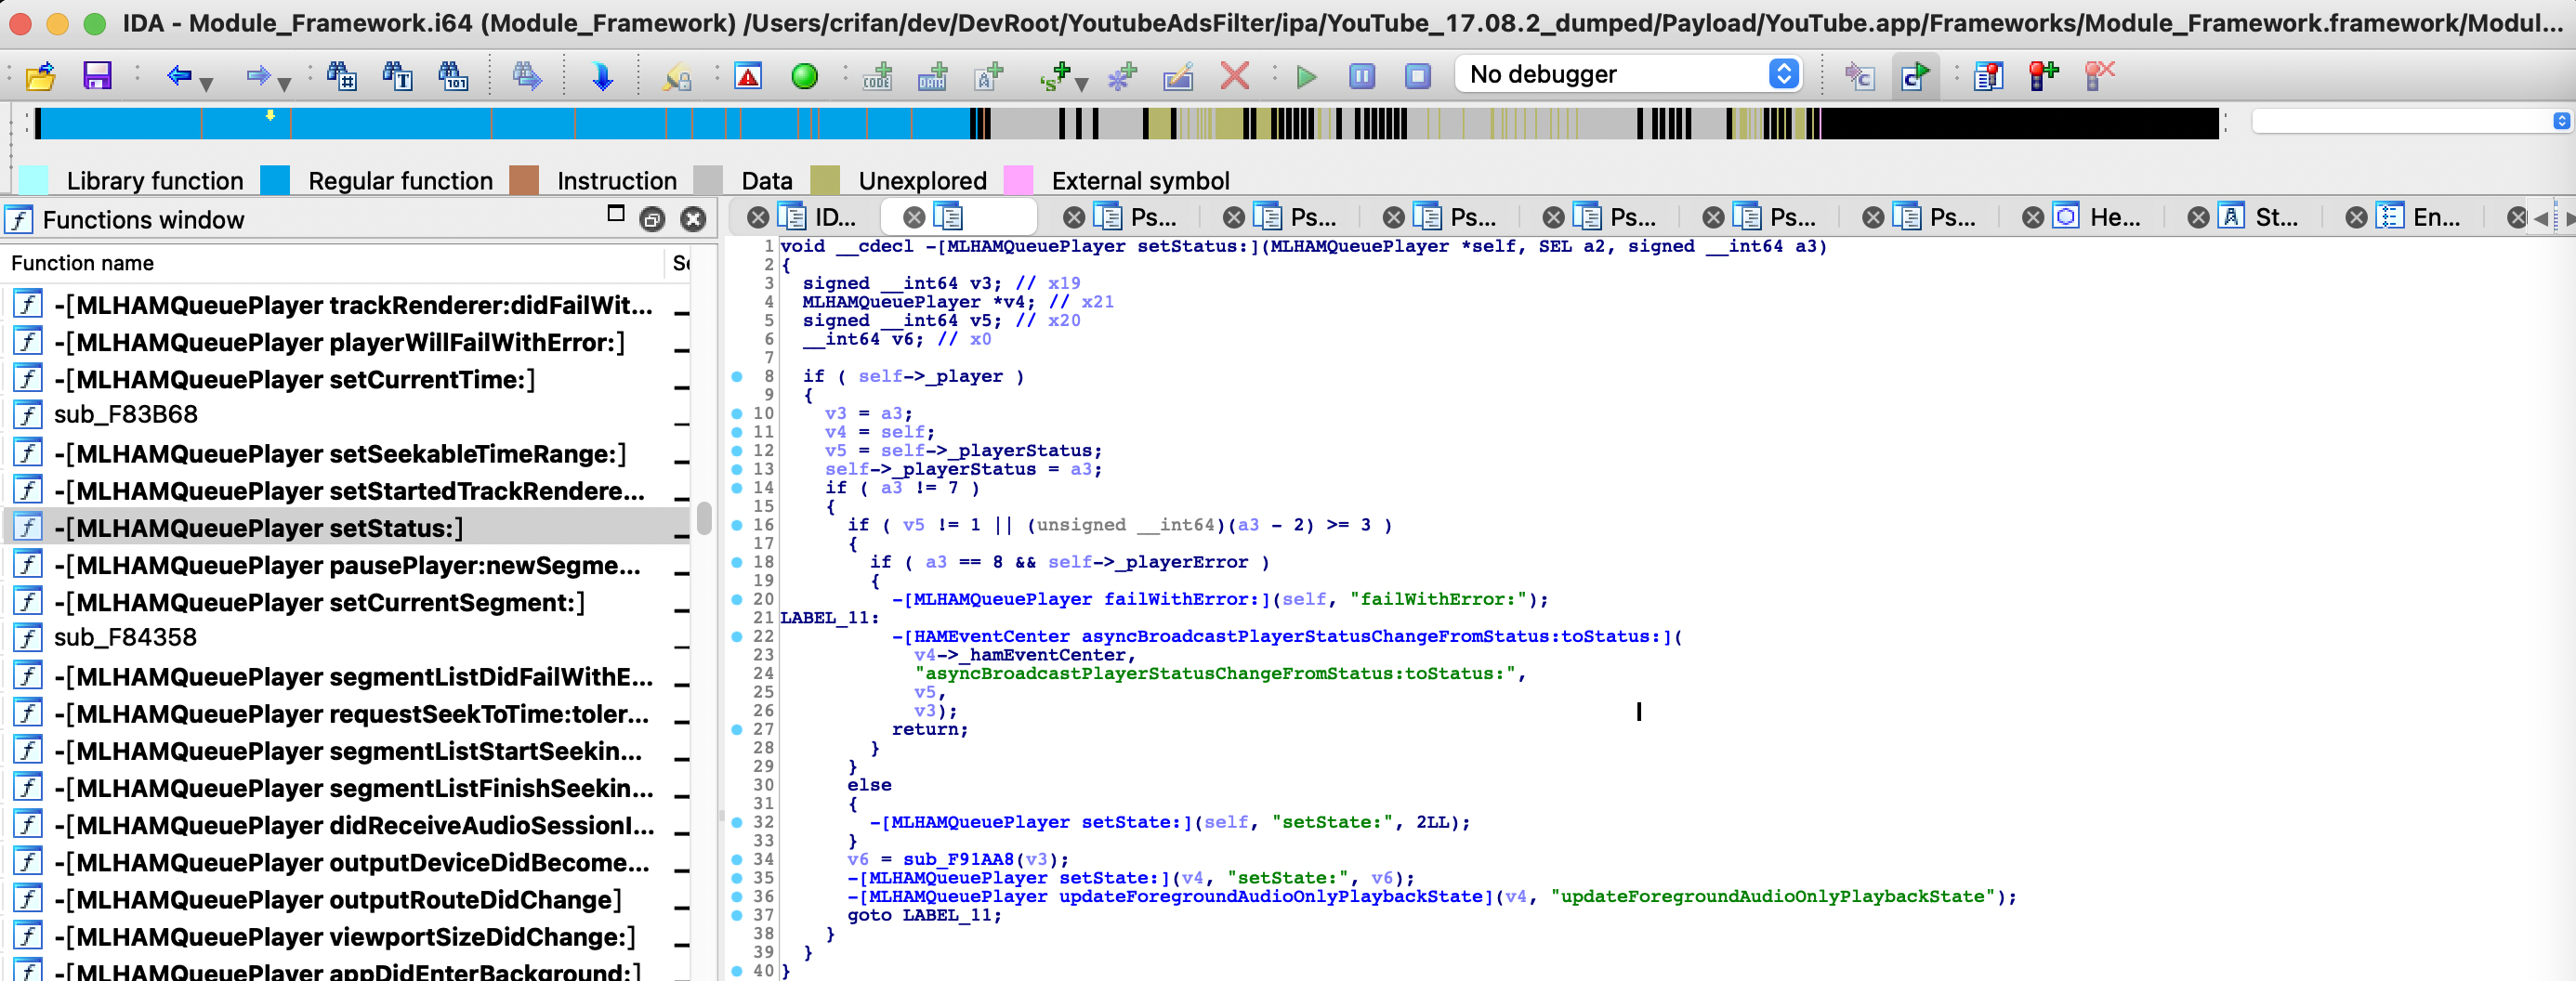 IDA - Module_Framework.i64 (Module_Framework) /Users/crifan/dev/DevRoot/YoutubeAdsFilter/ipa/YouTube_17.08.2_dumped/Payload/YouTube.app/Frameworks/Module_Framework.framework/Modul...
No debugger
Library function Regular function Instruction Data Unexplored External symbol
Functions window
Function name
-[MLHAMQueuePlayer trackRenderer:didFailWit...
-[MLHAMQueuePlayer playerWillFailWithError:]
-[MLHAMQueuePlayer setCurrentTime:]
sub_F83B68
-[MLHAMQueuePlayer setSeekableTimeRange:]
-[MLHAMQueuePlayer setStartedTrackRendere...
-[MLHAMQueuePlayer setStatus:]
-[MLHAMQueuePlayer pausePlayer:newSegme...
-[MLHAMQueuePlayer setCurrentSegment:]
sub_F84358
-[MLHAMQueuePlayer segmentListDidFailWithE...
-[MLHAMQueuePlayer requestSeekToTime:toler...
-[MLHAMQueuePlayer segmentListStartSeekin...
-[MLHAMQueuePlayer segmentListFinishSeekin...
-[MLHAMQueuePlayer didReceiveAudioSessionI...
-[MLHAMQueuePlayer outputDeviceDidBecome...
-[MLHAMQueuePlayer outputRouteDidChange]
-[MLHAMQueuePlayer viewportSizeDidChange:]
-[MLHAMQueuePlayer appDidEnterBackground:]
ID... Ps... Ps... Ps... Ps... Ps... Ps... He... St... En...
1 void __cdecl -[MLHAMQueuePlayer setStatus:](MLHAMQueuePlayer *self, SEL a2, signed __int64 a3)
2 {
3 signed __int64 v3; // x19
4 MLHAMQueuePlayer *v4; // x21
5 signed __int64 v5; // x20
6 __int64 v6; // x0
7
8 if ( self->_player )
9 {
10 v3 = a3;
11 v4 = self;
12 v5 = self->_playerStatus;
13 self->_playerStatus = a3;
14 if ( a3 != 7 )
15 {
16 if ( v5 != 1 || (unsigned __int64)(a3 - 2) >= 3 )
17 {
18 if ( a3 == 8 && self->_playerError )
19 {
20 -[MLHAMQueuePlayer failWithError:](self, "failWithError:");
21 LABEL_11:
22 -[HAMEventCenter asyncBroadcastPlayerStatusChangeFromStatus:toStatus:](
23 v4->_hamEventCenter,
24 "asyncBroadcastPlayerStatusChangeFromStatus:toStatus:",
25 v5,
26 v3);
27 return;
28 }
29 }
30 else
31 {
32 -[MLHAMQueuePlayer setState:](self, "setState:", 2LL);
33 }
34 v6 = sub_F91AA8(v3);
35 -[MLHAMQueuePlayer setState:](v4, "setState:", v6);
36 -[MLHAMQueuePlayer updateForegroundAudioOnlyPlaybackState](v4, "updateForegroundAudioOnlyPlaybackState");
37 goto LABEL_11;
38 }
39 }
40 }